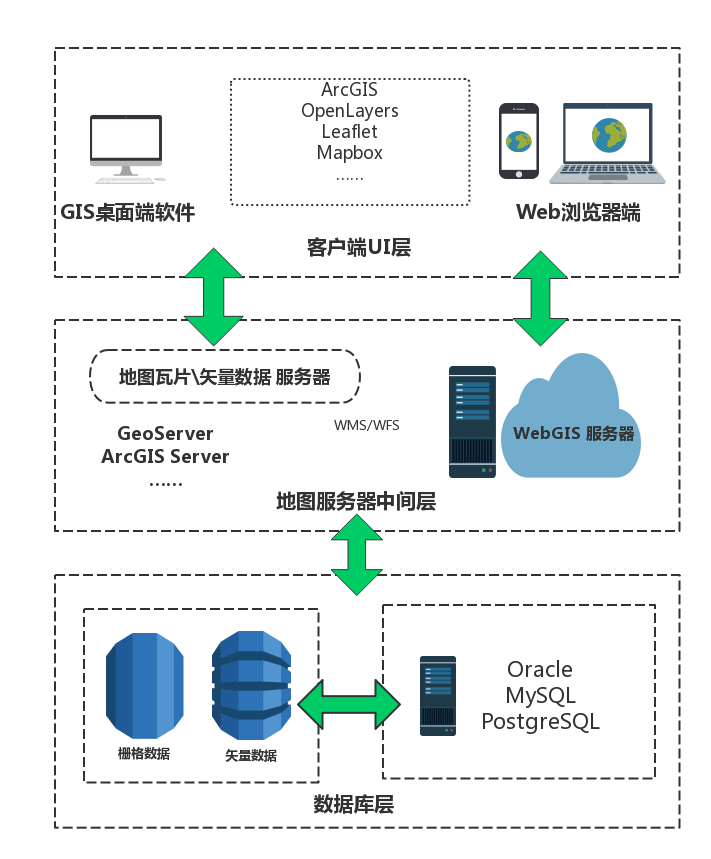 ArcGIS
OpenLayers
Leaflet
Mapbox
……
GIS桌面端软件
Web浏览器端
客户端UI层
地图瓦片\矢量数据 服务器
GeoServer
ArcGIS Server
……
WMS/WFS
WebGIS 服务器
地图服务器中间层
栅格数据
矢量数据
Oracle
MySQL
PostgreSQL
数据库层